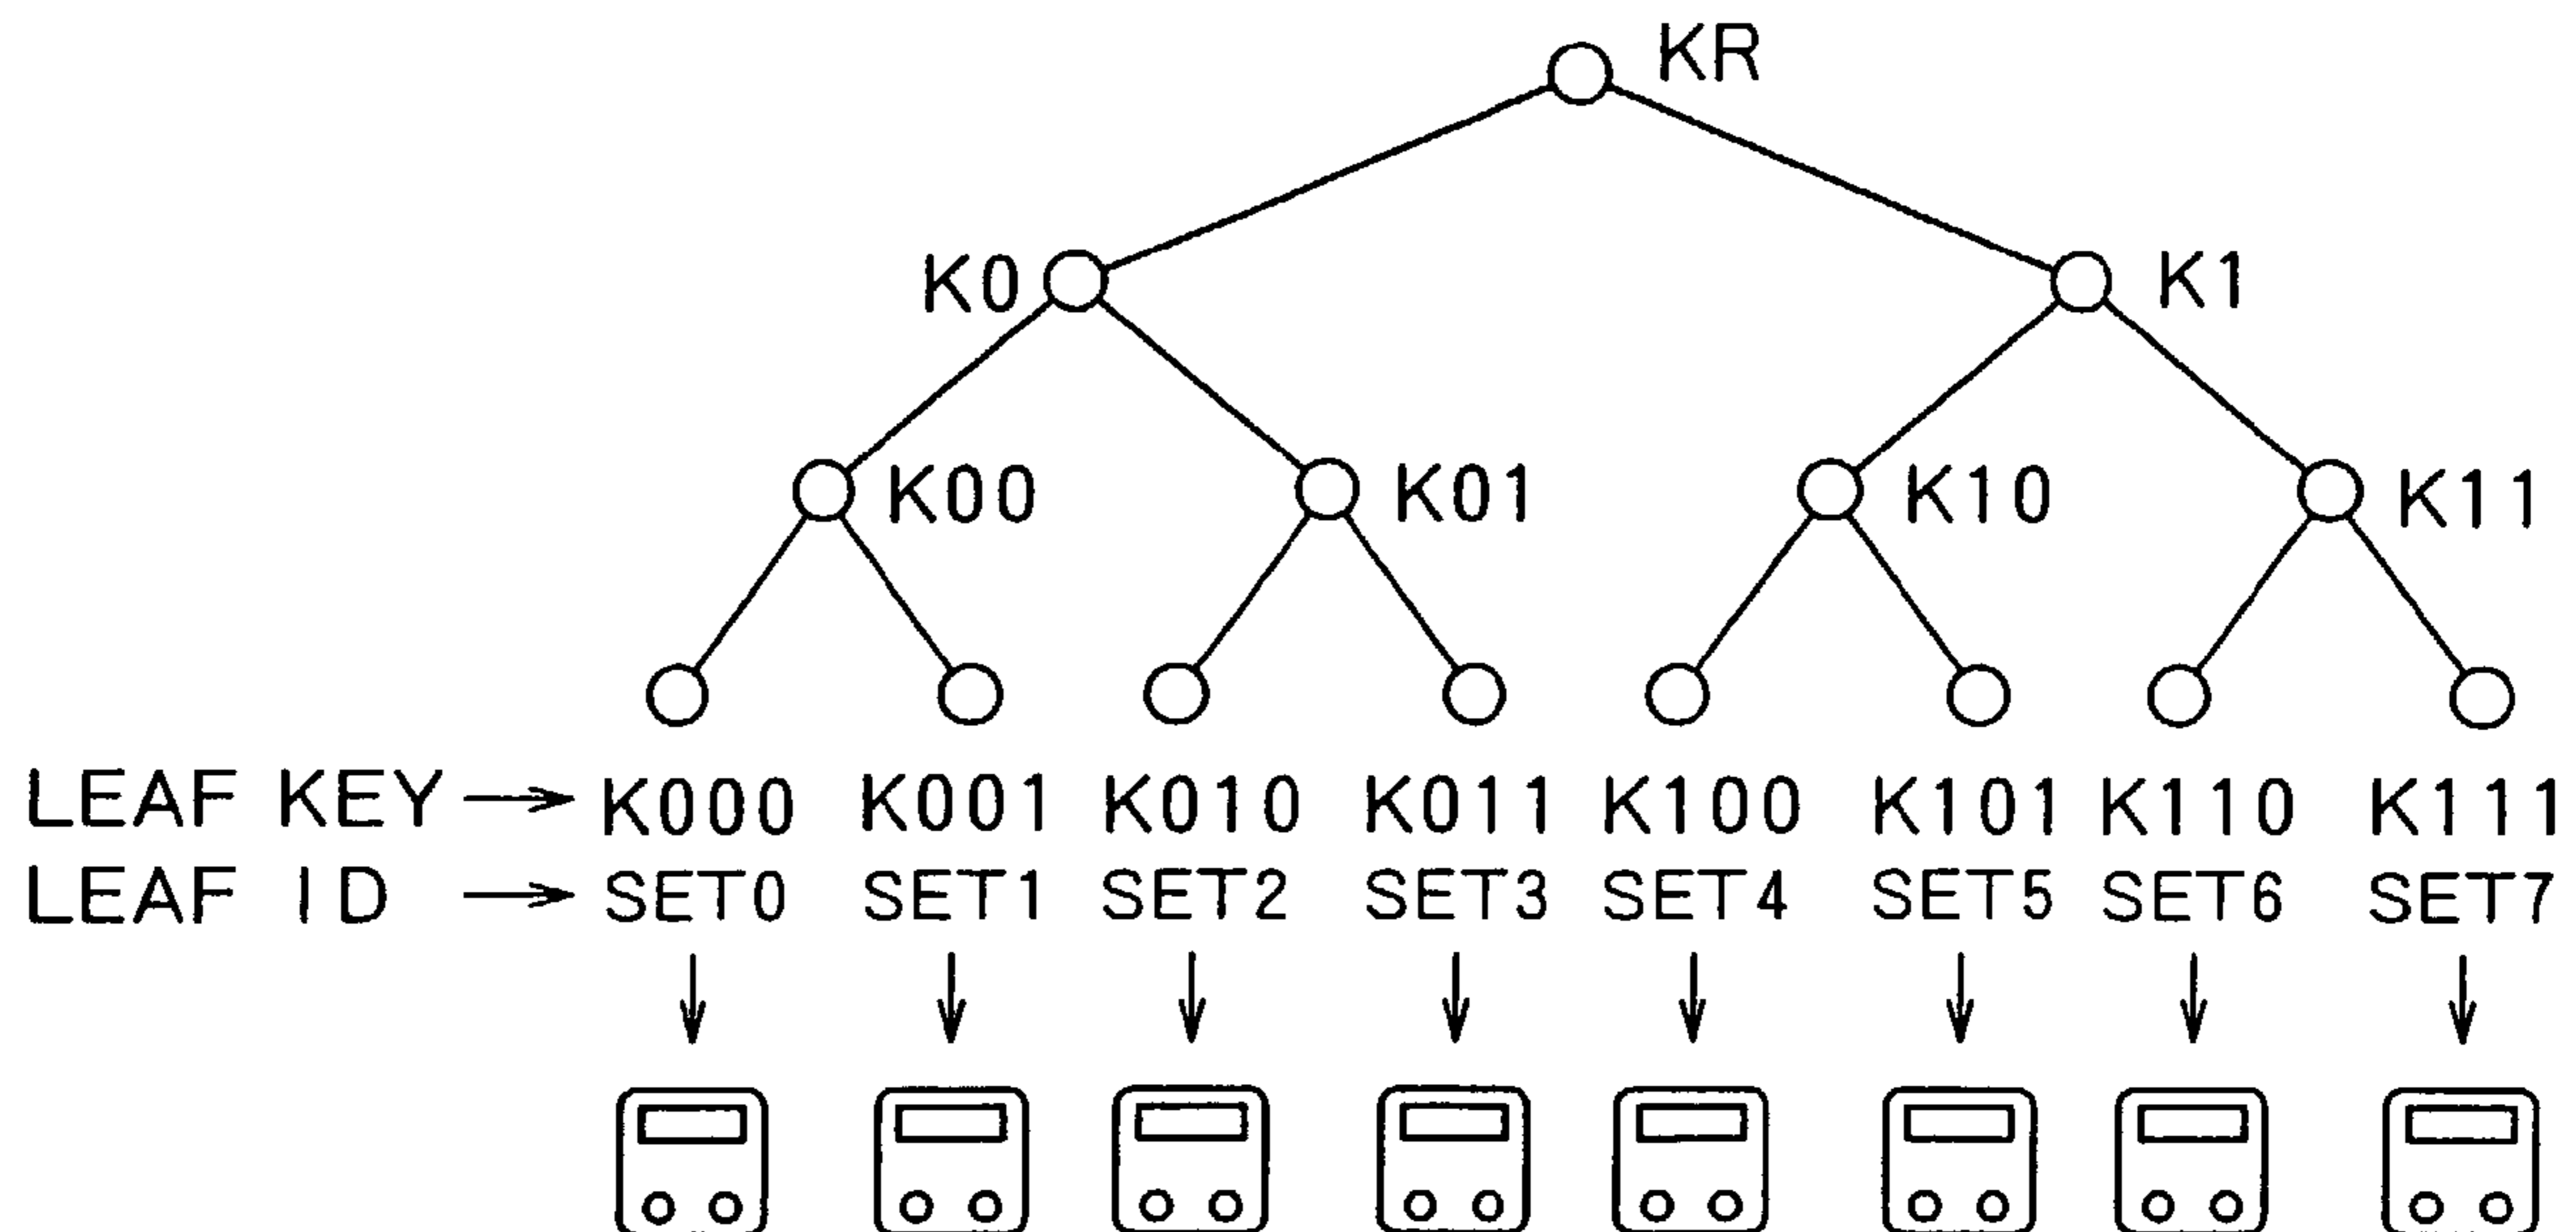 KR
K0 K1
K00 K01 K10 K11
LEAF KEY → K000 K001 K010 K011 K100 K101 K110 K111
LEAF ID → SET0 SET1 SET2 SET3 SET4 SET5 SET6 SET7